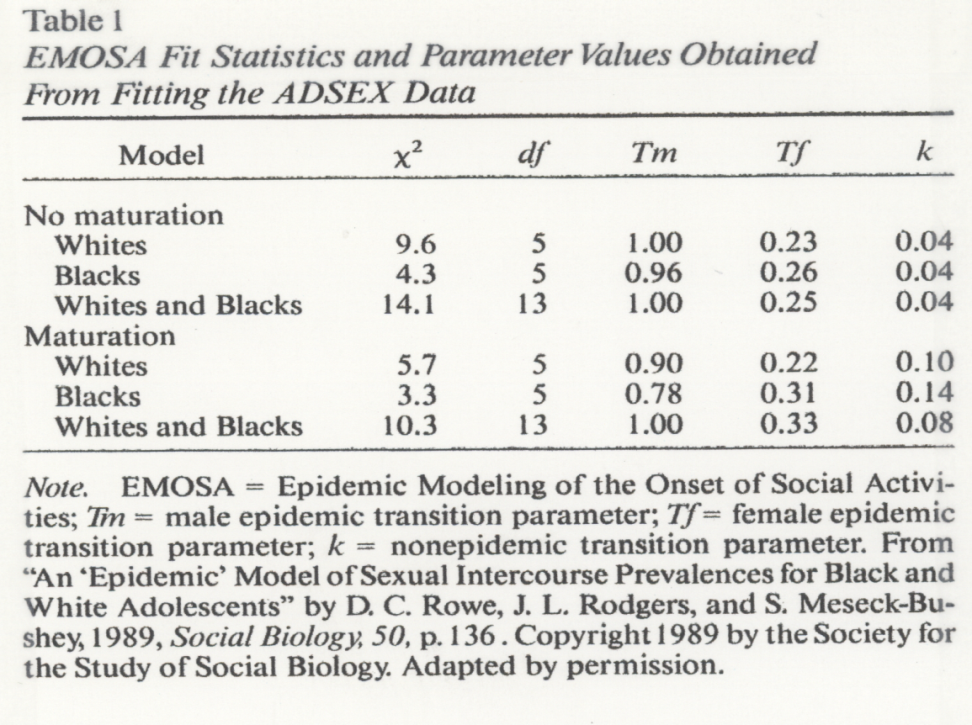 Table 1
EMOSA Fit Statistics and Parameter Values Obtained
From Fitting the ADSEX Data
Model χ² df Tm Tf k
No maturation
Whites 9.6 5 1.00 0.23 0.04
Blacks 4.3 5 0.96 0.26 0.04
Whites and Blacks 14.1 13 1.00 0.25 0.04
Maturation
Whites 5.7 5 0.90 0.22 0.10
Blacks 3.3 5 0.78 0.31 0.14
Whites and Blacks 10.3 13 1.00 0.33 0.08
Note. EMOSA = Epidemic Modeling of the Onset of Social Activi-
ties; Tm = male epidemic transition parameter; Tf = female epidemic
transition parameter; k = nonepidemic transition parameter. From
“An ‘Epidemic’ Model of Sexual Intercourse Prevalences for Black and
White Adolescents” by D. C. Rowe, J. L. Rodgers, and S. Meseck-Bu-
shey, 1989, Social Biology, 50, p. 136. Copyright 1989 by the Society for
the Study of Social Biology. Adapted by permission.